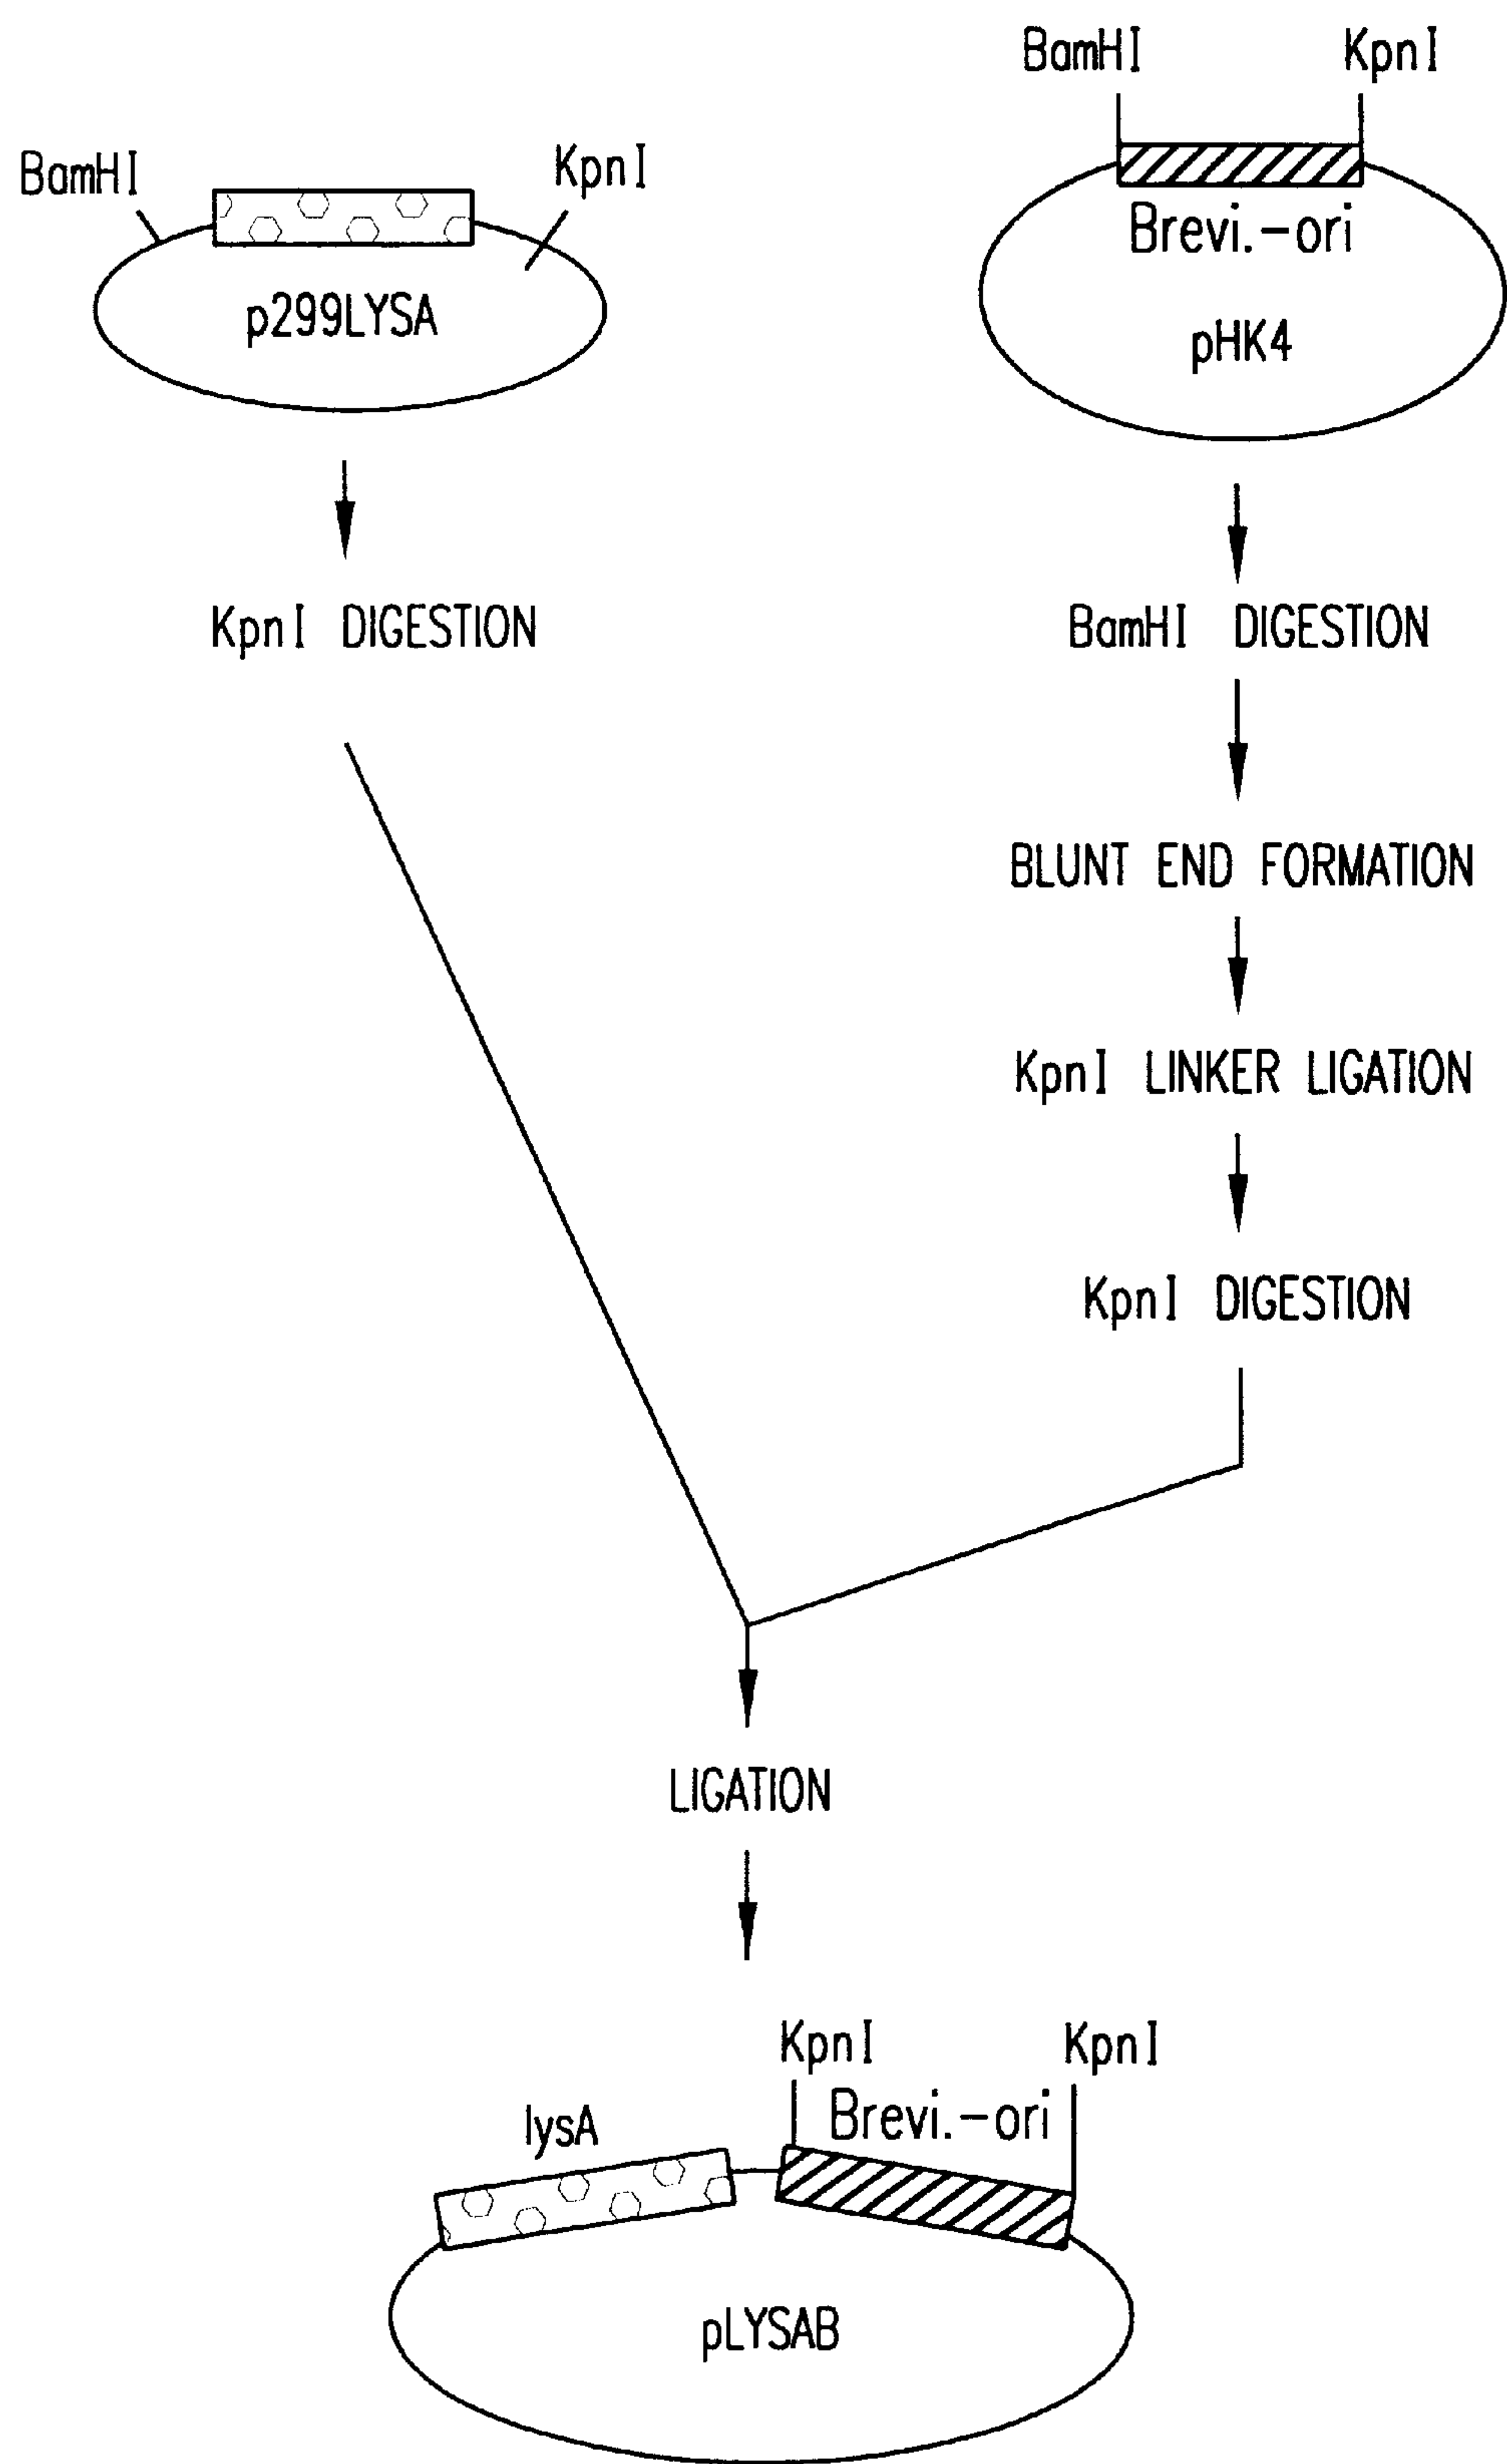 BamHI
KpnI
BamHI
KpnI
Brevi.-ori
p299LYSA
pHK4
KpnI DIGESTION
BamHI DIGESTION
BLUNT END FORMATION
KpnI LINKER LIGATION
KpnI DIGESTION
LIGATION
KpnI
KpnI
lysA
Brevi.-ori
pLYSAB